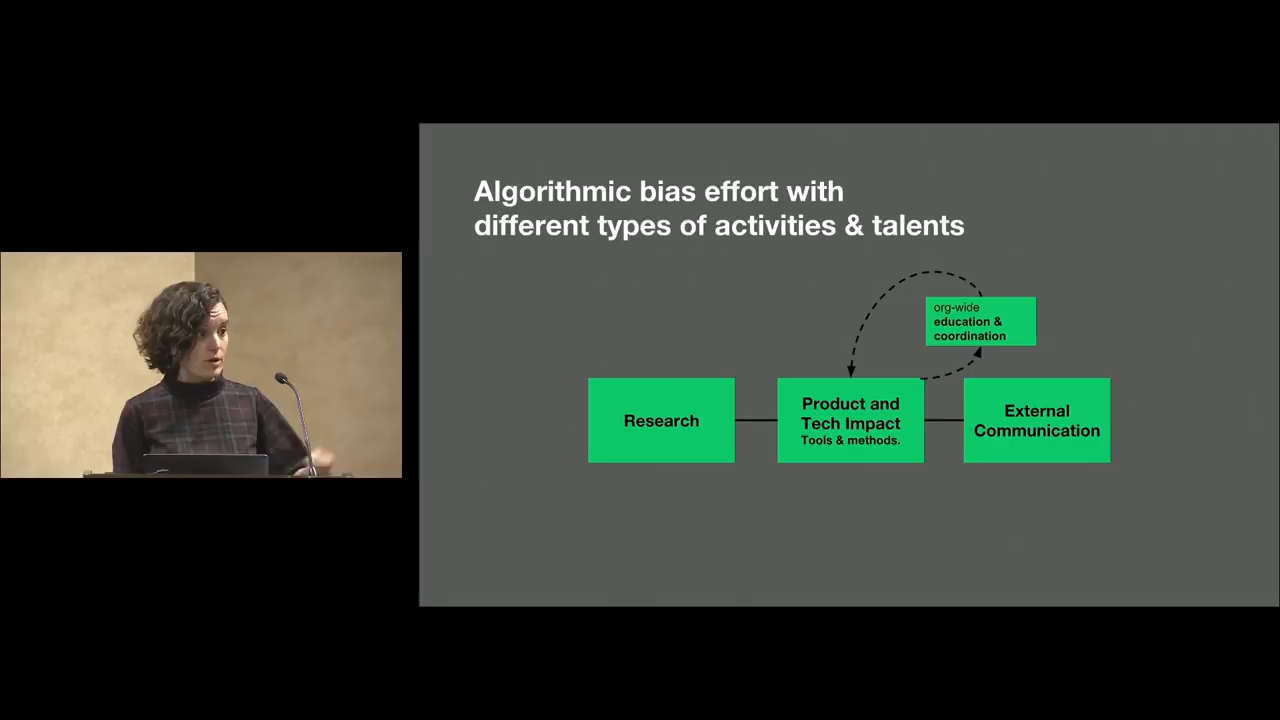 Algorithmic bias effort with
different types of activities & talents
org-wide
education &
coordination
Research
Product and
Tech Impact
Tools & methods.
External
Communication